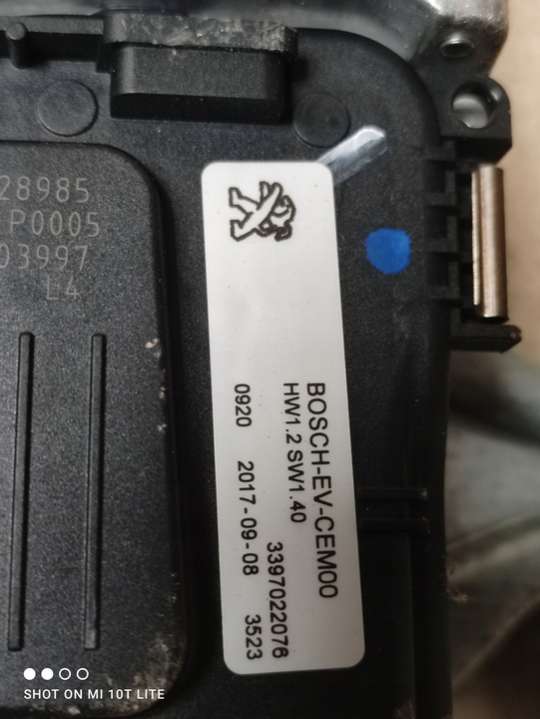 28985
P0005
03997
L4
BOSCH-EV-CEM00
HW1.2 SW1.40
3397022076
0920 2017-09-08 3523
SHOT ON MI 10T LITE